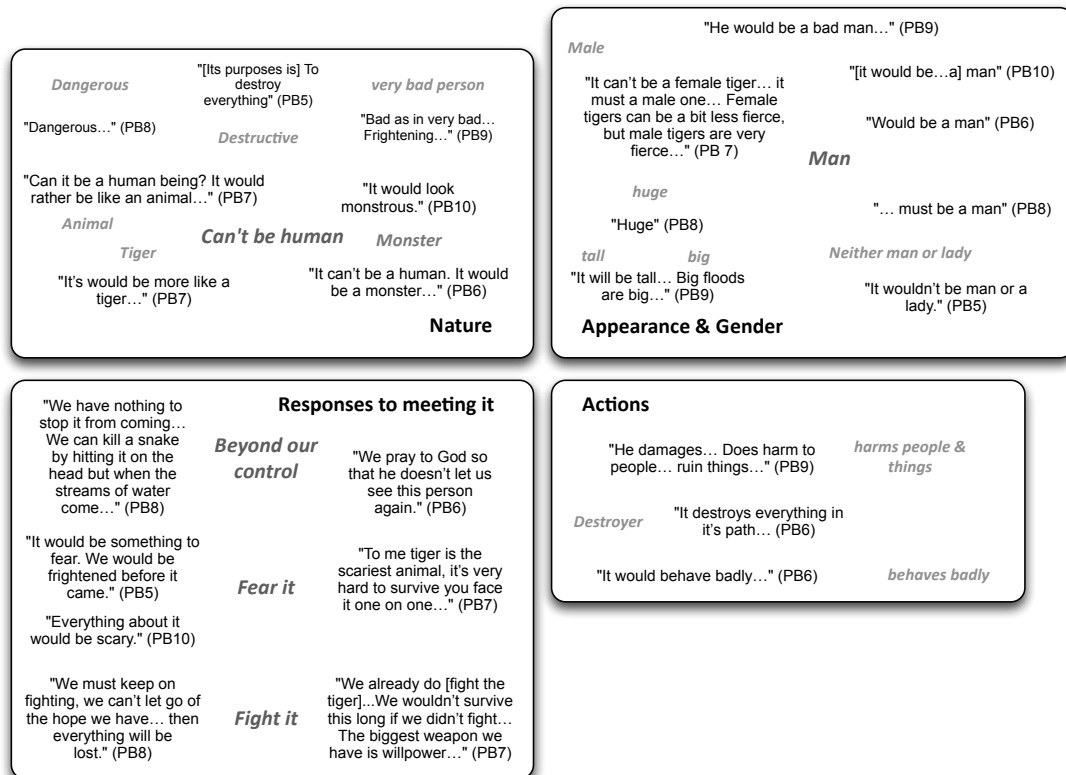 Dangerous
"[Its purposes is] To
destroy
everything" (PB5)
very bad person
"Dangerous…" (PB8)
Destructive
"Bad as in very bad…
Frightening…" (PB9)
"Can it be a human being? It would
rather be like an animal…" (PB7)
"It would look
monstrous." (PB10)
Animal
Can't be human
Monster
Tiger
"It's would be more like a
tiger…" (PB7)
"It can't be a human. It would
be a monster…" (PB6)
Nature
"He would be a bad man…" (PB9)
Male
"It can't be a female tiger… it
must a male one… Female
tigers can be a bit less fierce,
but male tigers are very
fierce…" (PB 7)
"[it would be…a] man" (PB10)
"Would be a man" (PB6)
Man
huge
"Huge" (PB8)
"… must be a man" (PB8)
tall
big
Neither man or lady
"It will be tall… Big floods
are big…" (PB9)
"It wouldn't be man or a
lady." (PB5)
Appearance & Gender
Responses to meeting it
"We have nothing to
stop it from coming…
We can kill a snake
by hitting it on the
head but when the
streams of water
come…" (PB8)
Beyond our
control
"We pray to God so
that he doesn't let us
see this person
again." (PB6)
"It would be something to
fear. We would be
frightened before it
came." (PB5)
Fear it
"To me tiger is the
scariest animal, it's very
hard to survive you face
it one on one…" (PB7)
"Everything about it
would be scary." (PB10)
"We must keep on
fighting, we can't let go of
the hope we have… then
everything will be
lost." (PB8)
Fight it
"We already do [fight the
tiger]...We wouldn't survive
this long if we didn't fight…
The biggest weapon we
have is willpower…" (PB7)
Actions
"He damages… Does harm to
people… ruin things…" (PB9)
harms people &
things
Destroyer
"It destroys everything in
it's path… (PB6)
"It would behave badly…" (PB6)
behaves badly